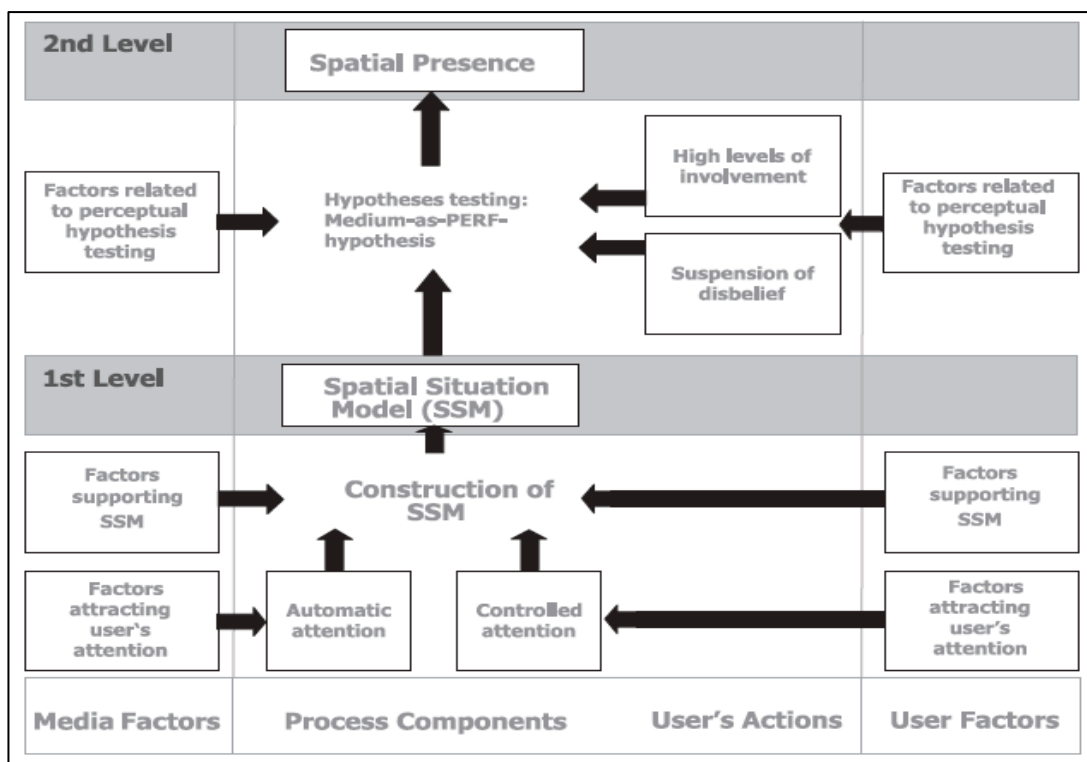 2nd Level
Spatial Presence
Factors related
to perceptual
hypothesis
testing
Hypotheses testing:
Medium-as-PERF-
hypothesis
High levels of
involvement
Suspension of
disbelief
Factors related
to perceptual
hypothesis
testing
1st Level
Spatial Situation
Model (SSM)
Factors
supporting
SSM
Construction of
SSM
Factors
supporting
SSM
Factors
attracting
user‘s
attention
Automatic
attention
Controlled
attention
Factors
attracting
user’s
attention
Media Factors
Process Components
User’s Actions
User Factors